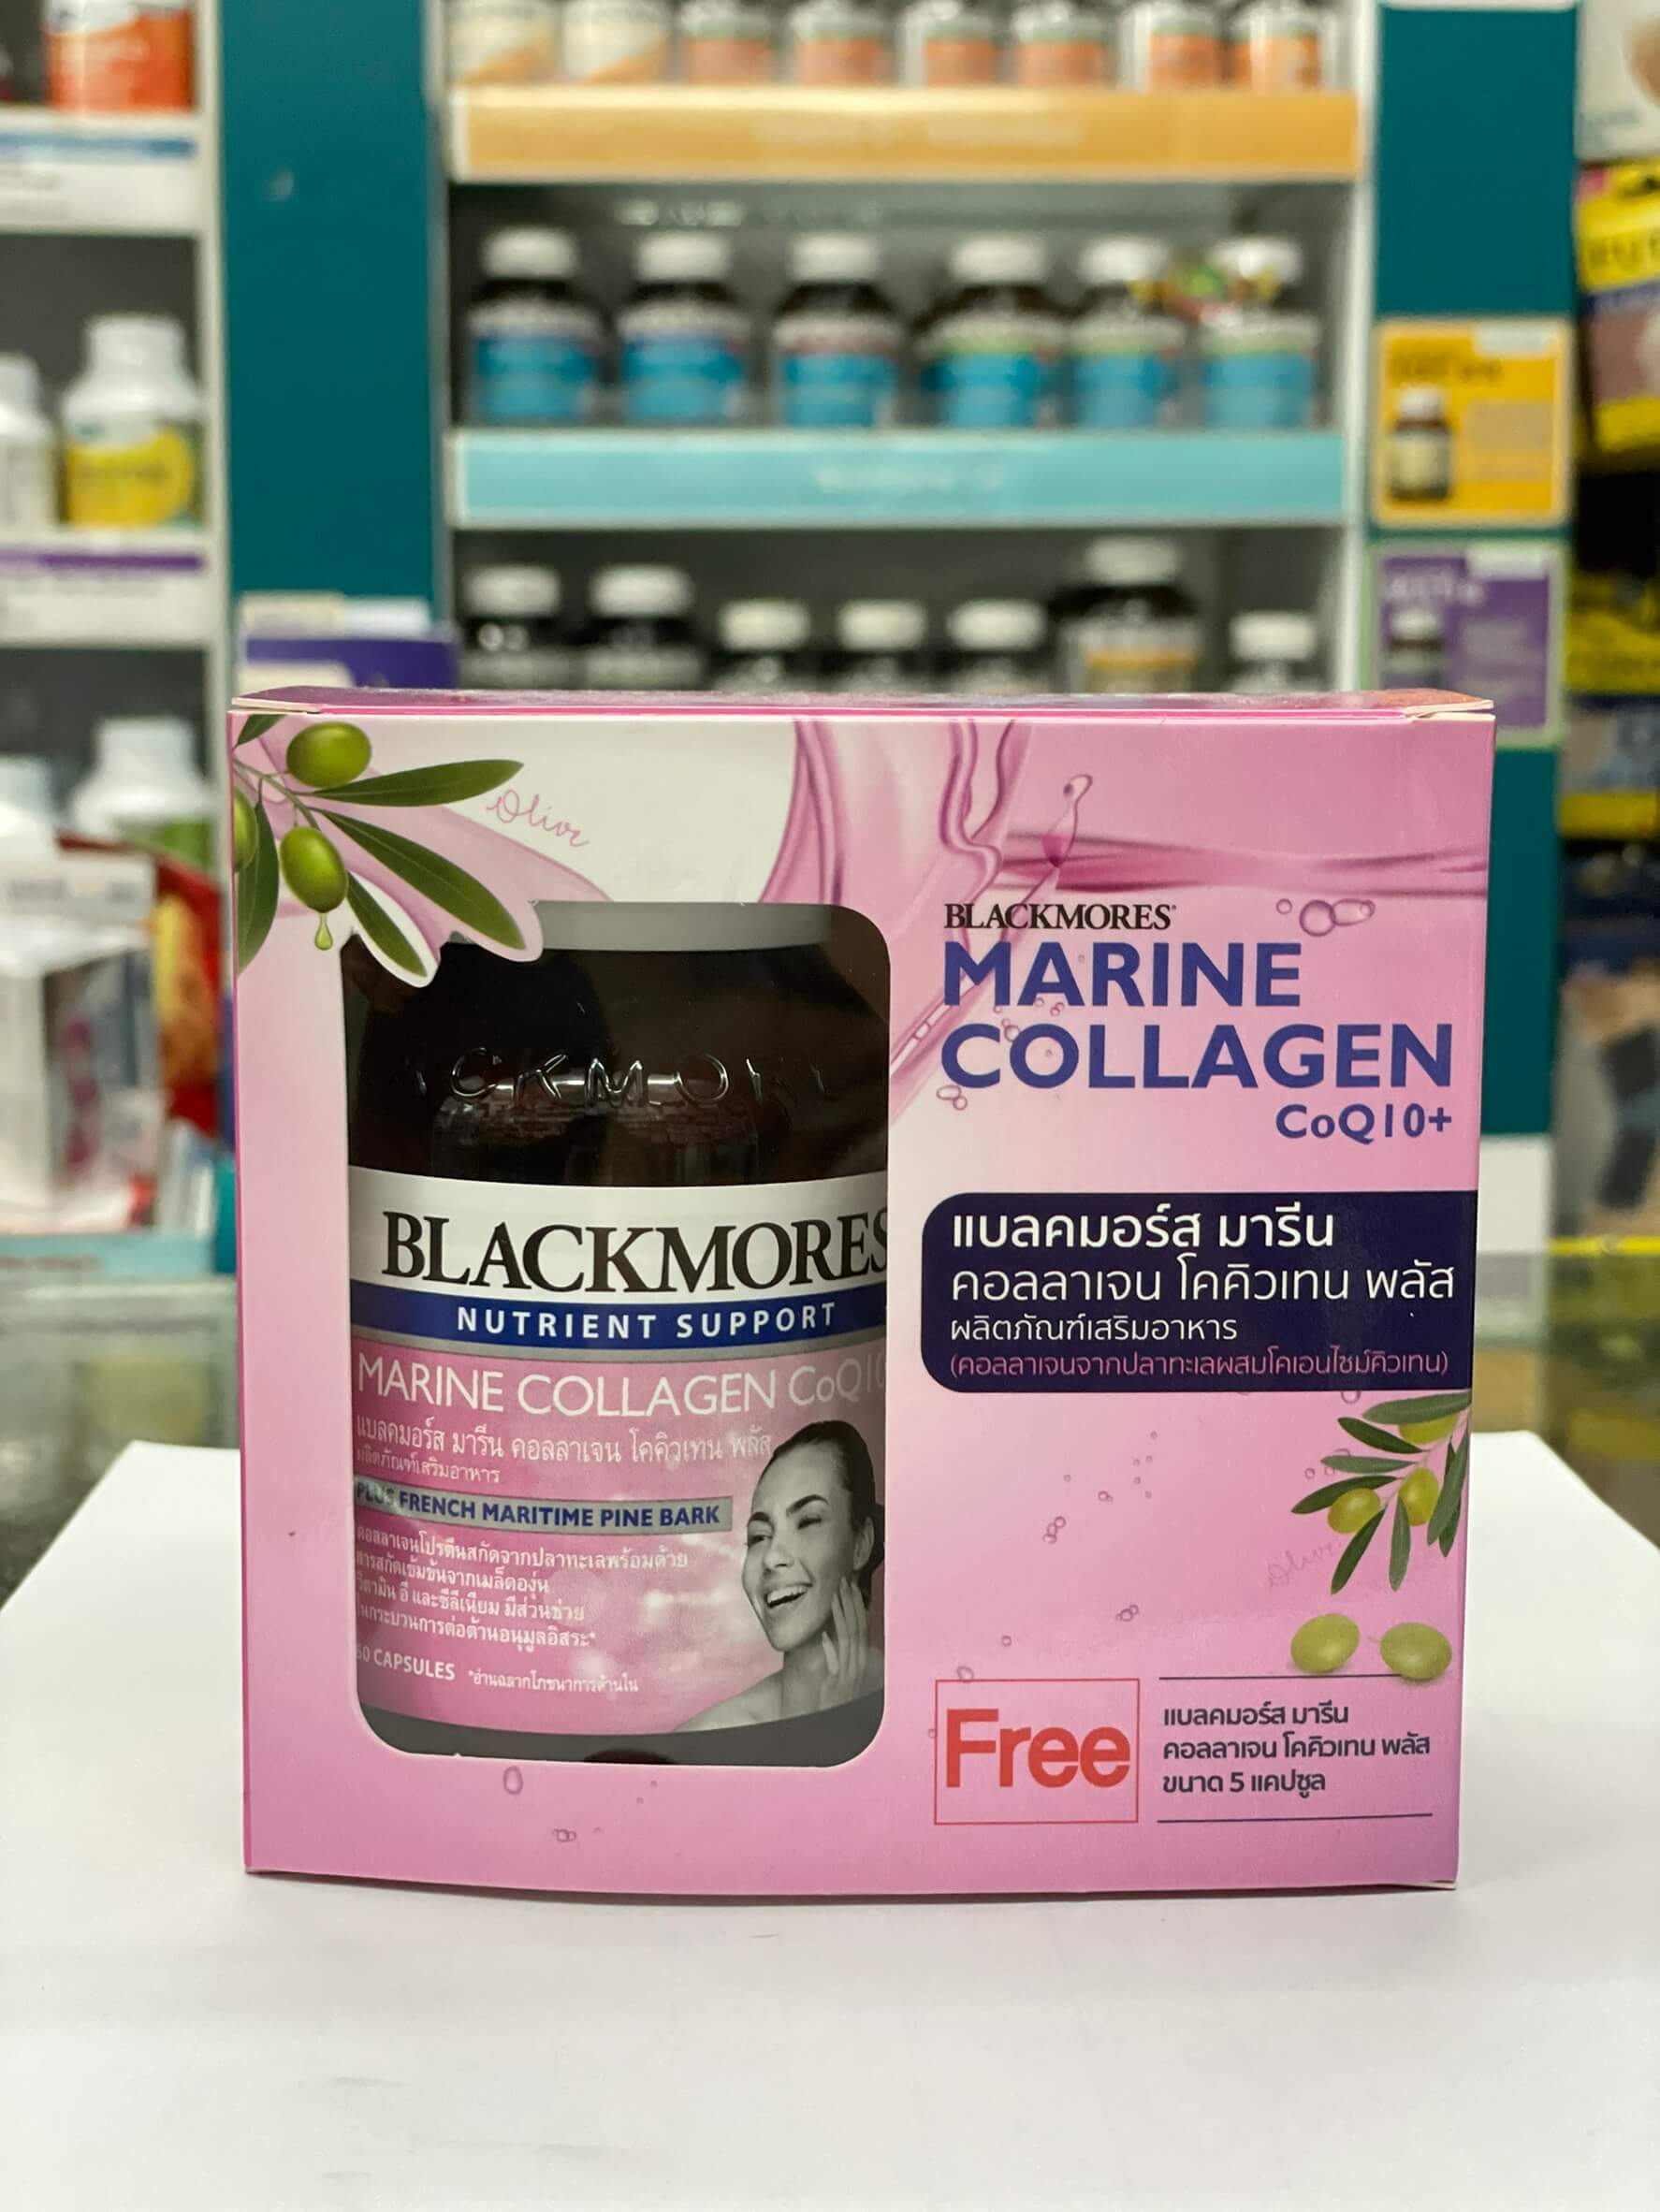 Olive
BLACKMORES
MARINE
COLLAGEN
CoQ10+
แบลคมอร์ส มารีน
คอลลาเจน โคคิวเทน พลัส
ผลิตภัณฑ์เสริมอาหาร
(คอลลาเจนจากปลาทะเลผสมโคเอนไซม์คิวเทน)
Olive
Free
แบลคมอร์ส มารีน
คอลลาเจน โคคิวเทน พลัส
ขนาด 5 แคปซูล
CKMOR
BLACKMORES
NUTRIENT SUPPORT
MARINE COLLAGEN CoQ10
แบลคมอร์ส มารีน คอลลาเจน โคคิวเทน พลัส
ผลิตภัณฑ์เสริมอาหาร
PLUS FRENCH MARITIME PINE BARK
คอลลาเจนโปรตีนสกัดจากปลาทะเลพร้อมด้วย
สารสกัดเข้มข้นจากเมล็ดองุ่น
วิตามิน อี และซีลีเนียม มีส่วนช่วย
ในกระบวนการต่อต้านอนุมูลอิสระ*
60 CAPSULES *อ่านฉลากโภชนาการด้านใน